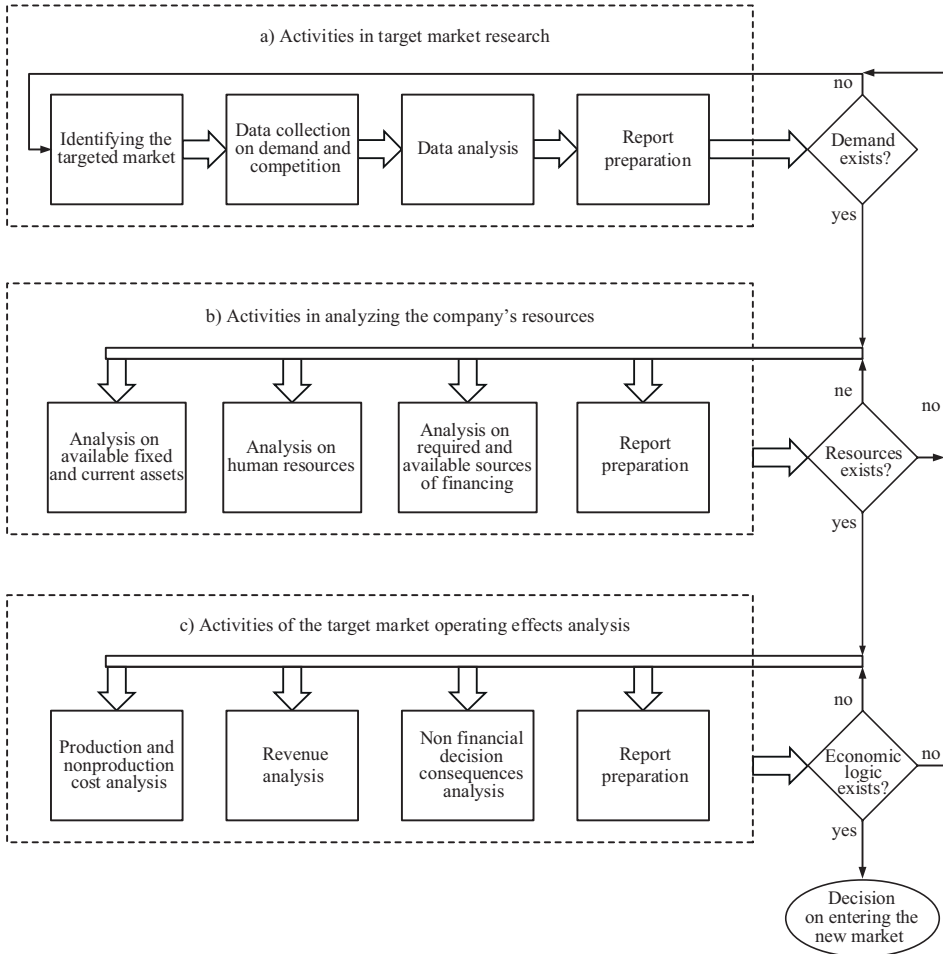 a) Activities in target market research
no
Identifying the
targeted market
Data collection
on demand and
competition
Data analysis
Report
preparation
Demand
exists?
yes
b) Activities in analyzing the company's resources
ne
no
Analysis on
available fixed
and current assets
Analysis on
human resources
Analysis on
required and
available sources
of financing
Report
preparation
Resources
exists?
yes
c) Activities of the target market operating effects analysis
no
Production and
nonproduction
cost analysis
Revenue
analysis
Non financial
decision
consequences
analysis
Report
preparation
Economic
logic
exists?
no
yes
Decision
on entering the
new market